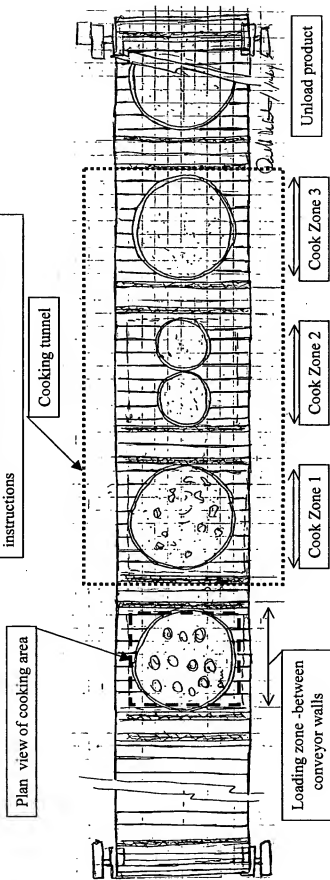 instructions
Cooking tunnel
Plan view of cooking area
Loading zone -between
conveyor walls
Cook Zone 1
Cook Zone 2
Cook Zone 3
Unload product